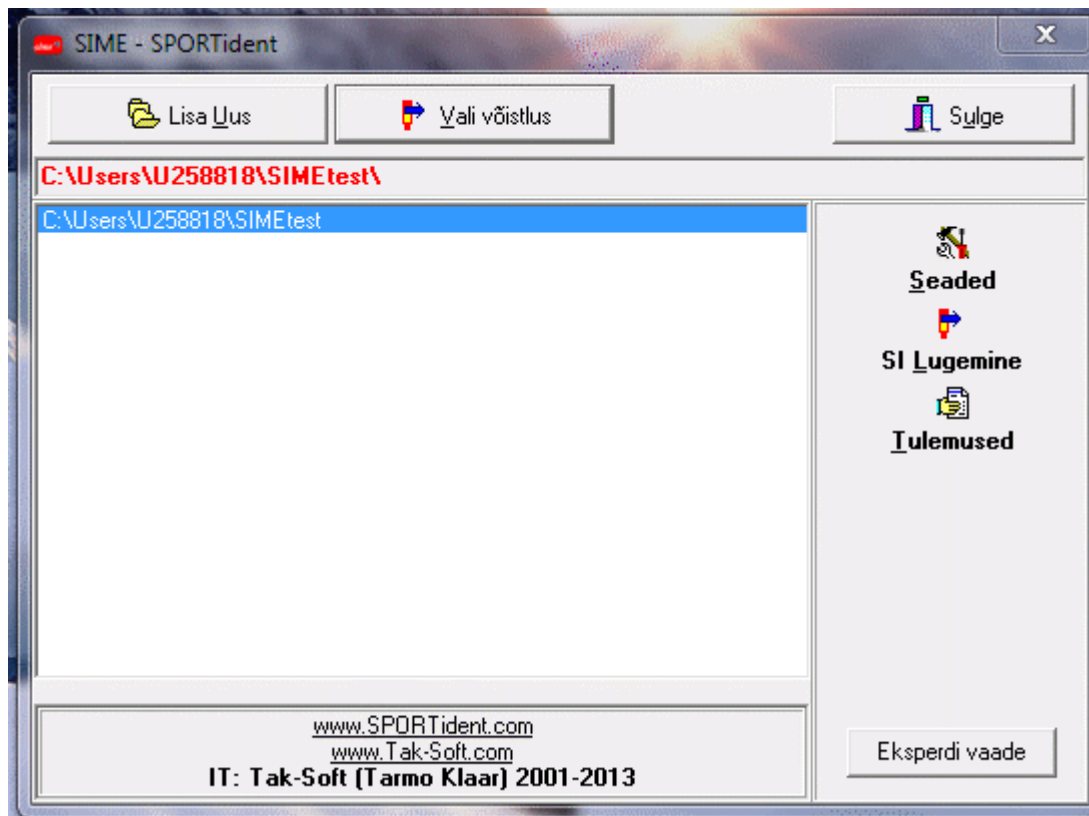 SIME - SPORTident
Lisa Uus
Vali võistlus
Sulge
C:\Users\U258818\SIMEtest\
C:\Users\U258818\SIMEtest
Seaded
SI Lugemine
Tulemused
www.SPORTident.com
www.Tak-Soft.com
IT: Tak-Soft (Tarmo Klaar) 2001-2013
Eksperdi vaade